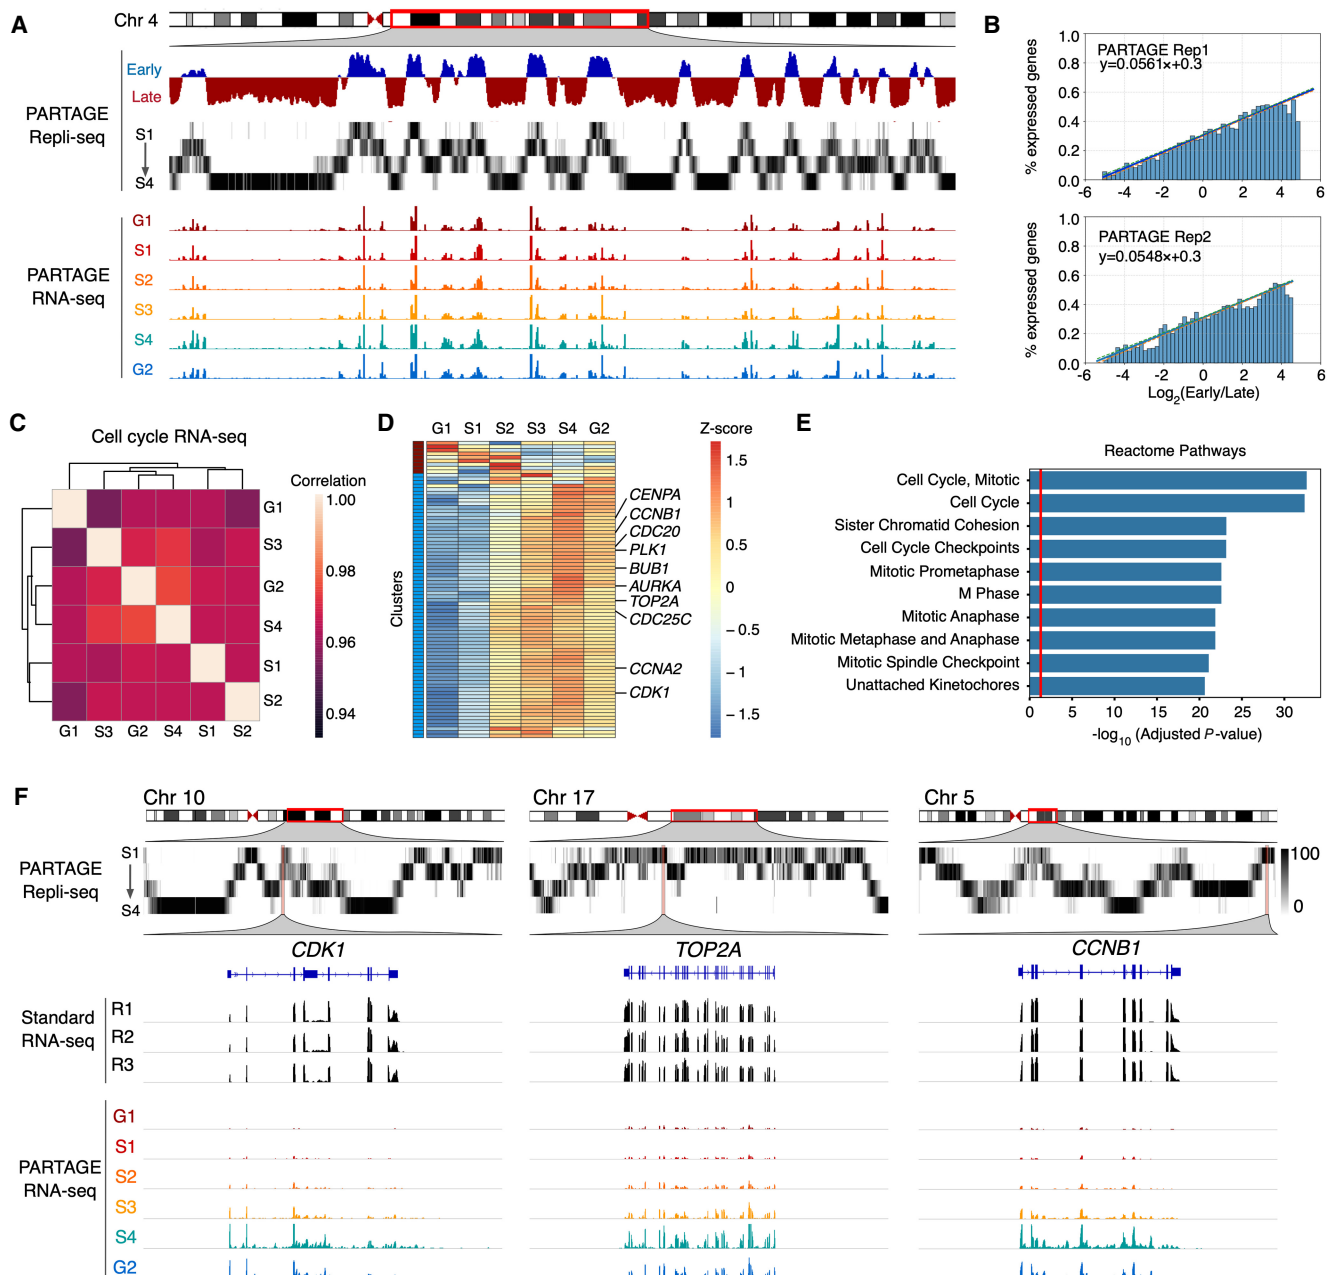 A
Chr 4
Early
Late
PARTAGE
Repli-seq
S1
S4
PARTAGE
RNA-seq
G1
S1
S2
S3
S4
G2
B
% expressed genes
1.0
0.8
0.6
0.4
0.2
0.0
PARTAGE Rep1
y=0.0561×+0.3
-6 -4 -2 0 2 4 6
% expressed genes
1.0
0.8
0.6
0.4
0.2
0.0
PARTAGE Rep2
y=0.0548×+0.3
-6 -4 -2 0 2 4 6
Log2(Early/Late)
C
Cell cycle RNA-seq
Correlation
1.00
0.98
0.96
0.94
G1
S3
G2
S4
S1
S2
G1 S3 G2 S4 S1 S2
D
G1 S1 S2 S3 S4 G2
Clusters
CENPA
CCNB1
CDC20
PLK1
BUB1
AURKA
TOP2A
CDC25C
CCNA2
CDK1
Z-score
1.5
1
0.5
0
−0.5
−1
−1.5
E
Reactome Pathways
Cell Cycle, Mitotic
Cell Cycle
Sister Chromatid Cohesion
Cell Cycle Checkpoints
Mitotic Prometaphase
M Phase
Mitotic Anaphase
Mitotic Metaphase and Anaphase
Mitotic Spindle Checkpoint
Unattached Kinetochores
0 5 10 15 20 25 30
-log10 (Adjusted P-value)
F
Chr 10
Chr 17
Chr 5
PARTAGE
Repli-seq
S1
S4
100
0
CDK1
TOP2A
CCNB1
Standard
RNA-seq
R1
R2
R3
PARTAGE
RNA-seq
G1
S1
S2
S3
S4
G2